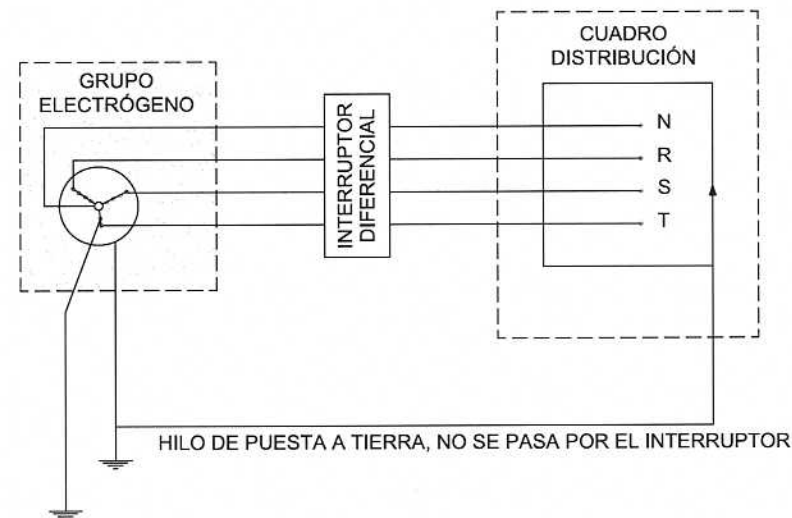 CUADRO
DISTRIBUCIÓN
GRUPO
ELECTRÓGENO
INTERRUPTOR
DIFERENCIAL
N
R
S
T
HILO DE PUESTA A TIERRA, NO SE PASA POR EL INTERRUPTOR